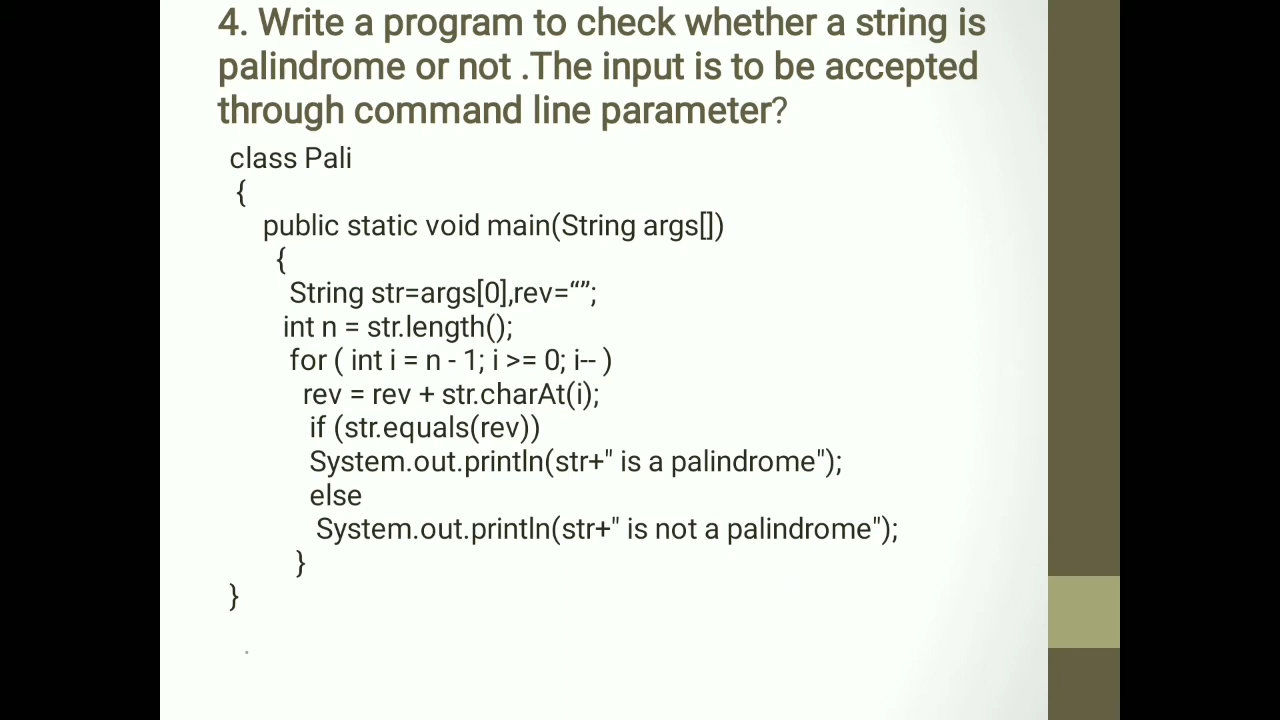 4. Write a program to check whether a string is
palindrome or not .The input is to be accepted
through command line parameter?
class Pali
{
public static void main(String args[])
{
String str=args[0],rev=“”;
int n = str.length();
for ( int i = n - 1; i >= 0; i-- )
rev = rev + str.charAt(i);
if (str.equals(rev))
System.out.println(str+" is a palindrome");
else
System.out.println(str+" is not a palindrome");
}
}
.